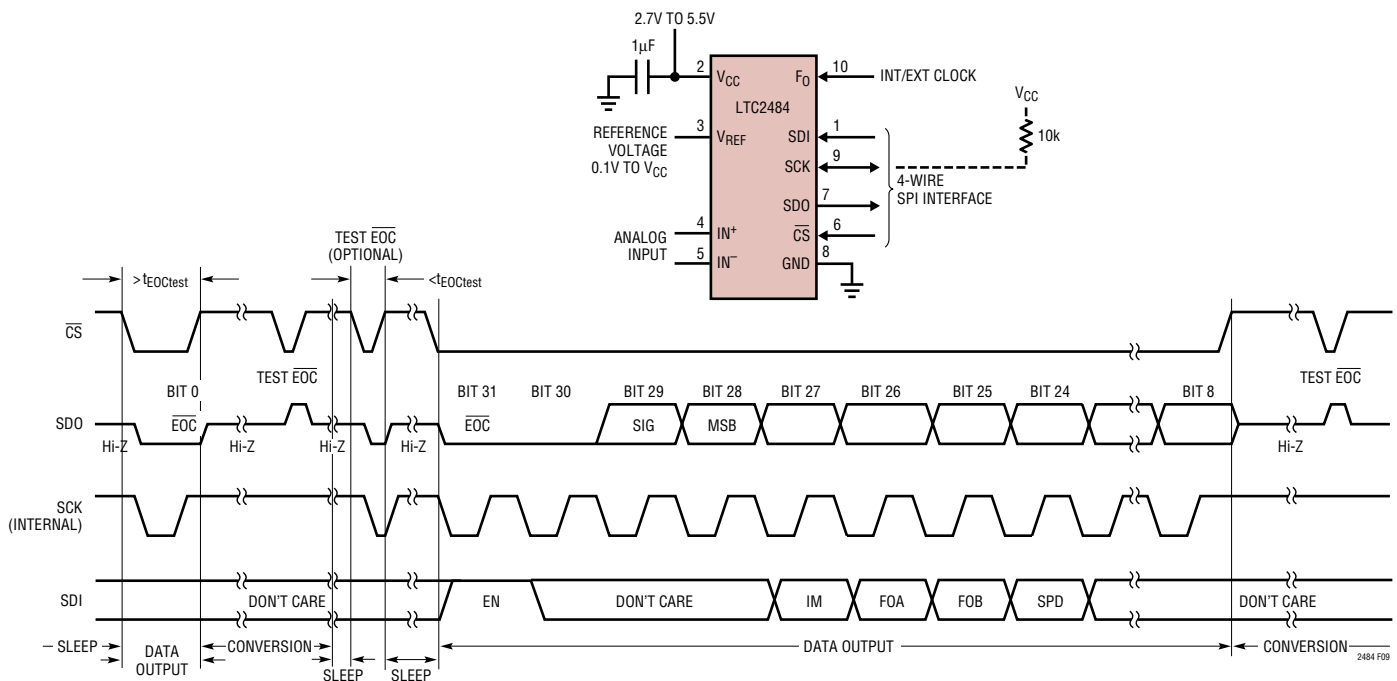 2.7V TO 5.5V
1µF
2 VCC
FO 10 INT/EXT CLOCK
LTC2484
VCC
10k
REFERENCE
VOLTAGE
0.1V TO VCC
3 VREF
SDI 1
SCK 9
SDO 7
CS 6
GND 8
4-WIRE
SPI INTERFACE
ANALOG
INPUT
4 IN+
5 IN−
>tEOCtest
TEST EOC
(OPTIONAL)
<tEOCtest
CS
BIT 0
TEST EOC
BIT 31 BIT 30 BIT 29 BIT 28 BIT 27 BIT 26 BIT 25 BIT 24 BIT 8
TEST EOC
SDO
EOC
EOC
SIG MSB
Hi-Z Hi-Z Hi-Z Hi-Z Hi-Z
SCK
(INTERNAL)
SDI
DON'T CARE EN DON'T CARE IM FOA FOB SPD DON'T CARE
SLEEP
DATA
OUTPUT
CONVERSION
SLEEP
SLEEP
DATA OUTPUT
CONVERSION
2484 F09